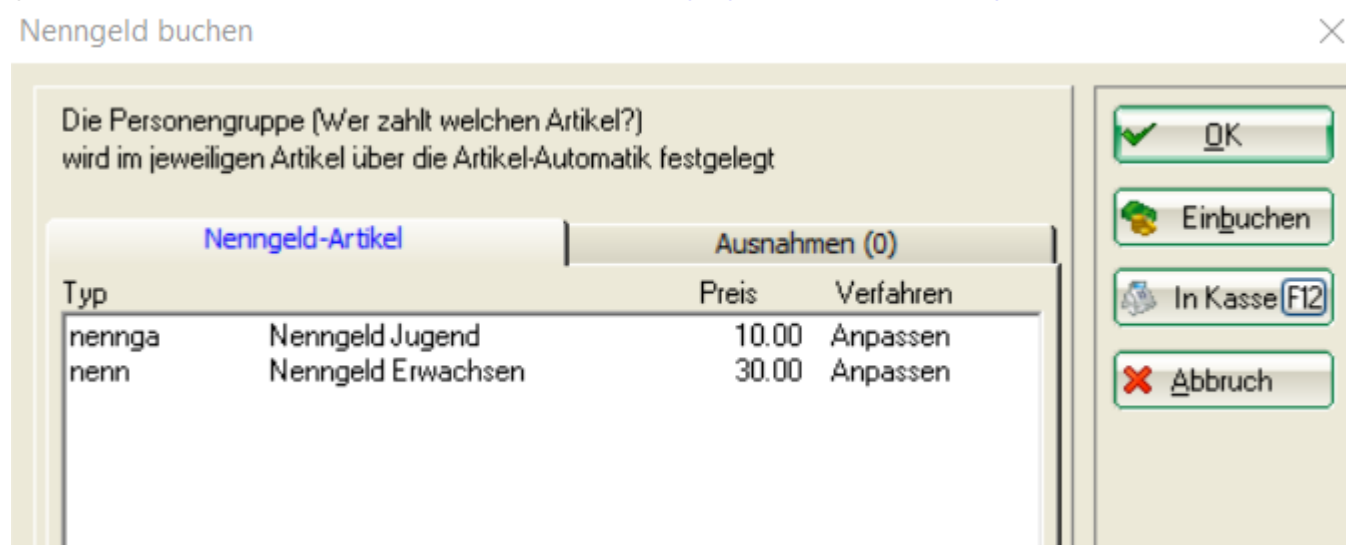 Nenngeld buchen
Die Personengruppe (Wer zahlt welchen Artikel?)
wird im jeweiligen Artikel über die Artikel-Automatik festgelegt
Nenngeld-Artikel
Ausnahmen (0)
Typ Preis Verfahren
nennga Nenngeld Jugend 10.00 Anpassen
nenn Nenngeld Erwachsen 30.00 Anpassen
OK
Einbuchen
In Kasse F12
Abbruch